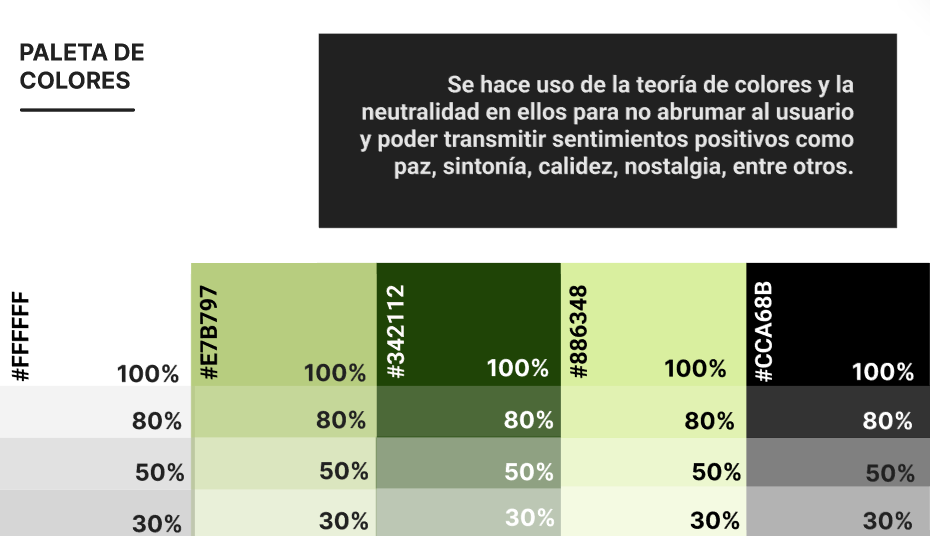 PALETA DE
COLORES
Se hace uso de la teoría de colores y la
neutralidad en ellos para no abrumar al usuario
y poder transmitir sentimientos positivos como
paz, sintonía, calidez, nostalgia, entre otros.
#FFFFFF
#E7B797
#342112
#886348
#CCA68B
100% 100% 100% 100% 100%
80% 80% 80% 80% 80%
50% 50% 50% 50% 50%
30% 30% 30% 30% 30%